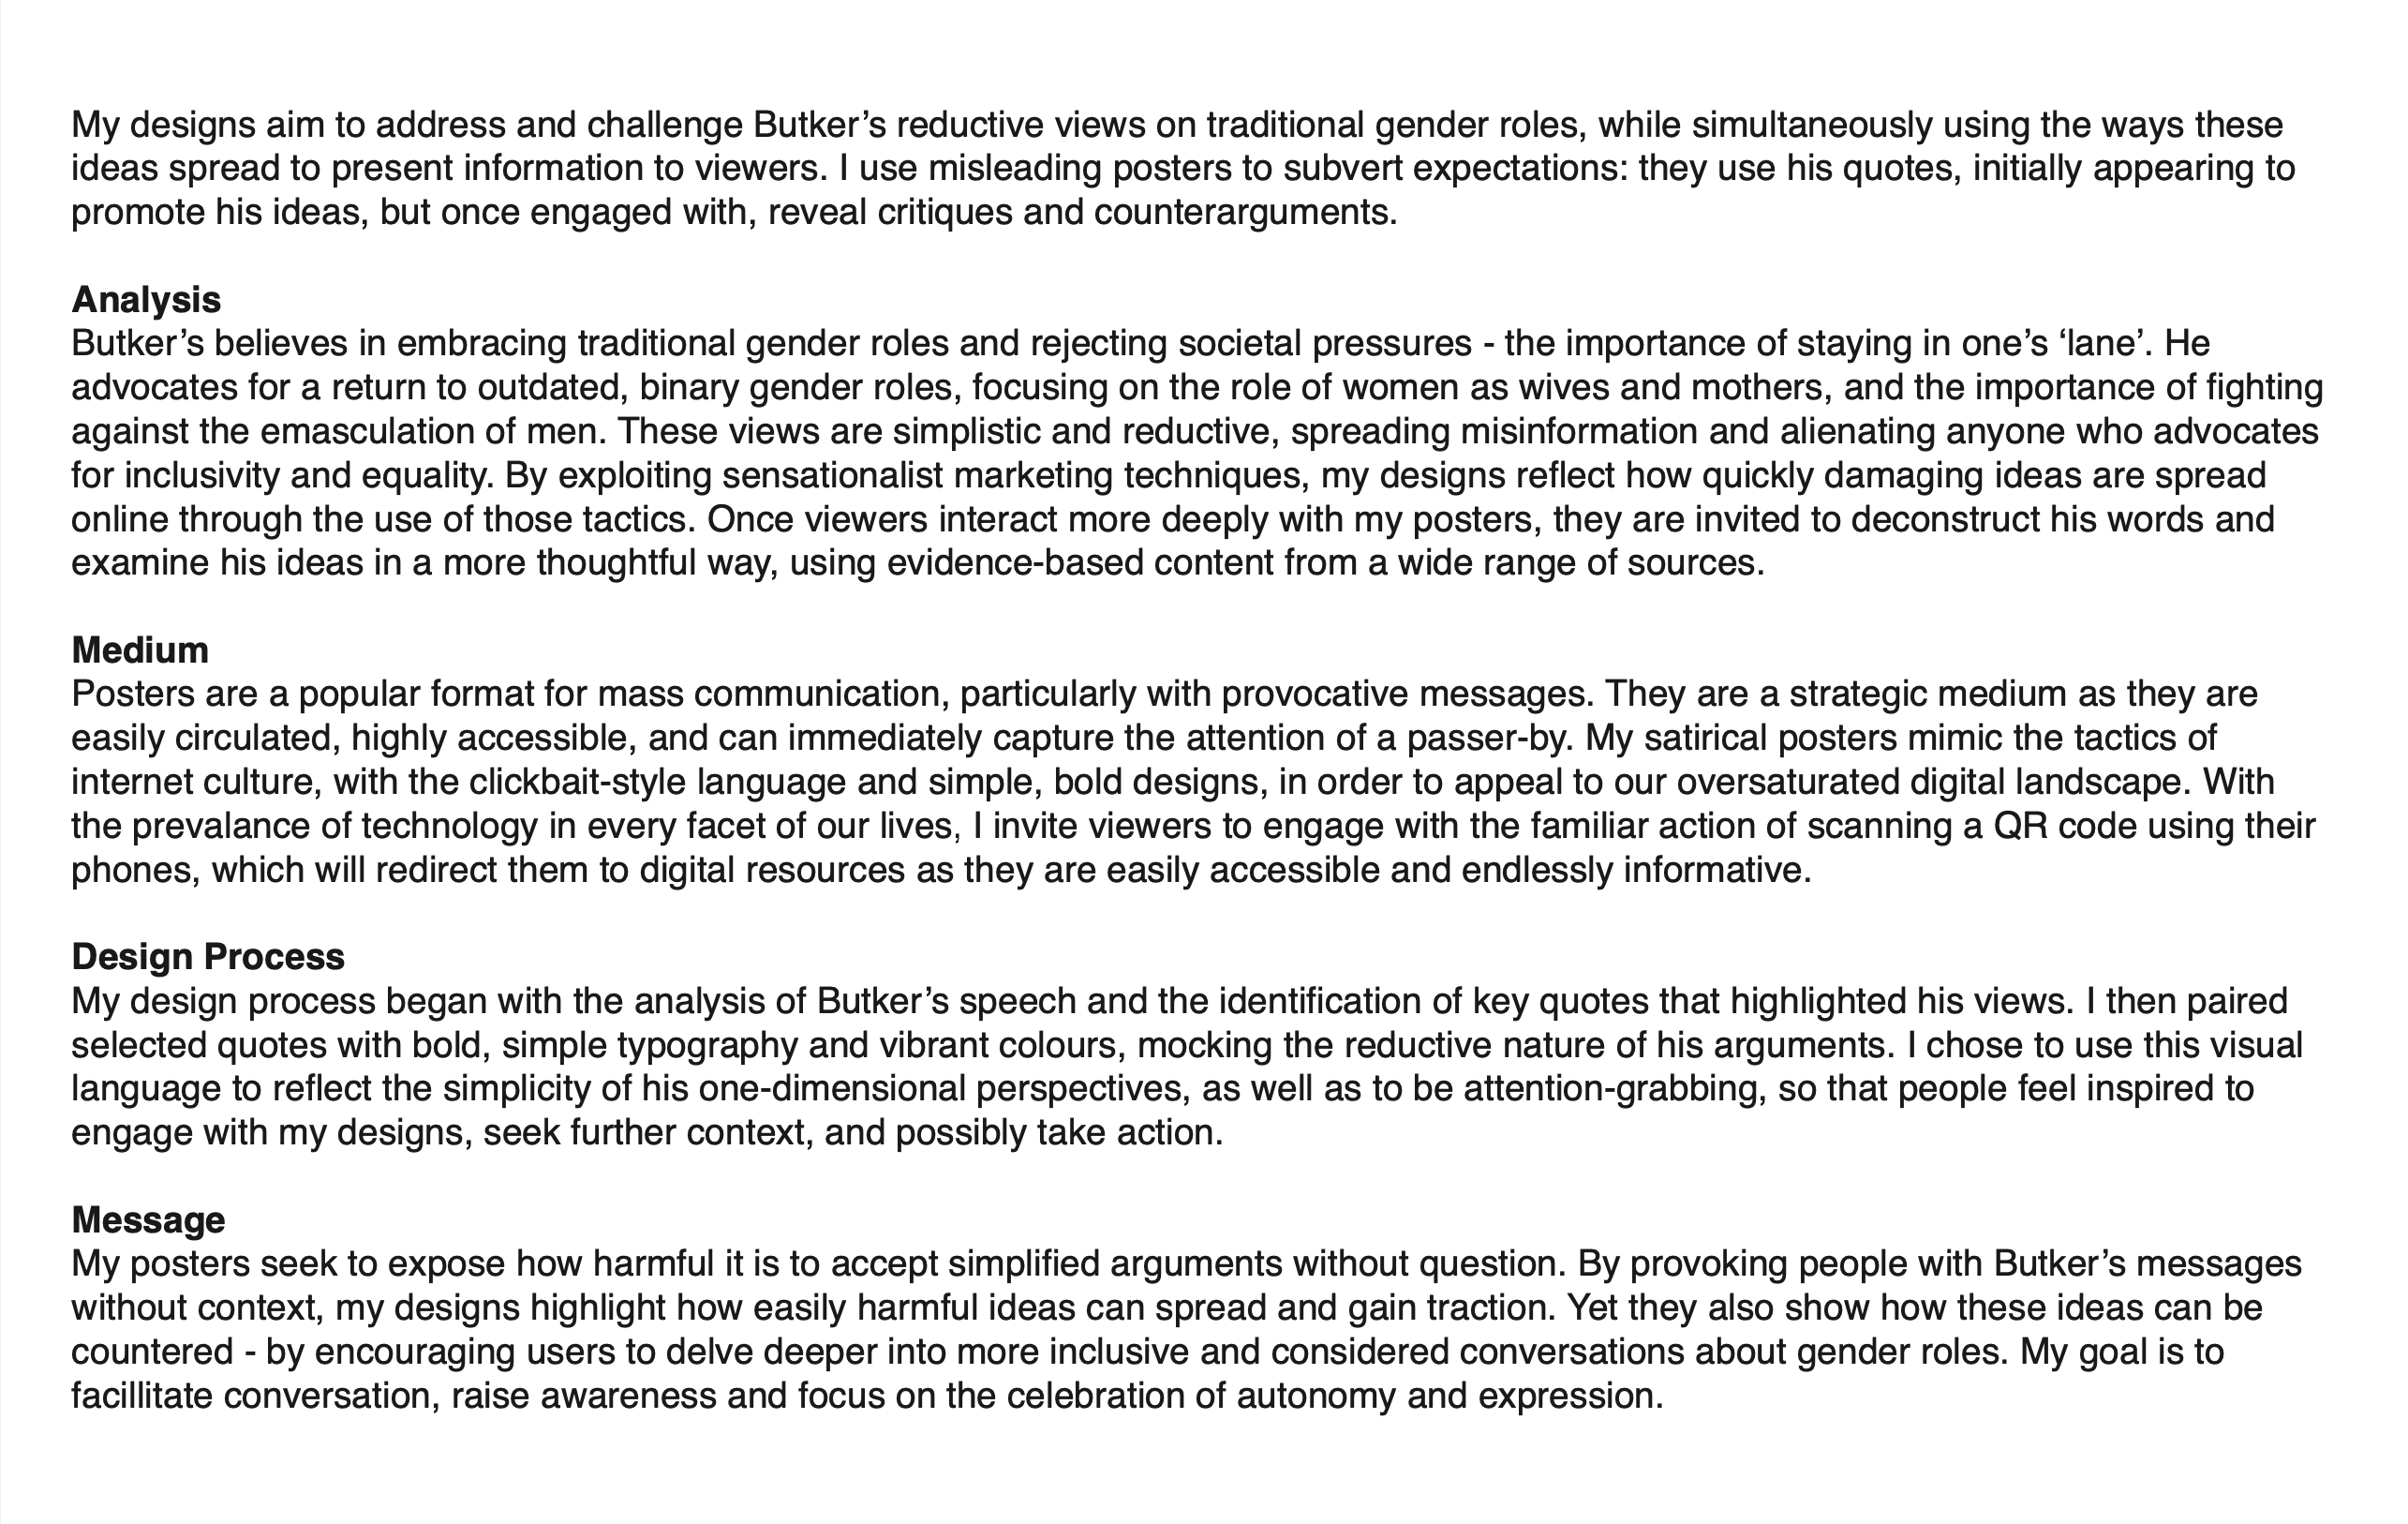 My designs aim to address and challenge Butker’s reductive views on traditional gender roles, while simultaneously using the ways these
ideas spread to present information to viewers. I use misleading posters to subvert expectations: they use his quotes, initially appearing to
promote his ideas, but once engaged with, reveal critiques and counterarguments.
Analysis
Butker’s believes in embracing traditional gender roles and rejecting societal pressures - the importance of staying in one’s ‘lane’. He
advocates for a return to outdated, binary gender roles, focusing on the role of women as wives and mothers, and the importance of fighting
against the emasculation of men. These views are simplistic and reductive, spreading misinformation and alienating anyone who advocates
for inclusivity and equality. By exploiting sensationalist marketing techniques, my designs reflect how quickly damaging ideas are spread
online through the use of those tactics. Once viewers interact more deeply with my posters, they are invited to deconstruct his words and
examine his ideas in a more thoughtful way, using evidence-based content from a wide range of sources.
Medium
Posters are a popular format for mass communication, particularly with provocative messages. They are a strategic medium as they are
easily circulated, highly accessible, and can immediately capture the attention of a passer-by. My satirical posters mimic the tactics of
internet culture, with the clickbait-style language and simple, bold designs, in order to appeal to our oversaturated digital landscape. With
the prevalance of technology in every facet of our lives, I invite viewers to engage with the familiar action of scanning a QR code using their
phones, which will redirect them to digital resources as they are easily accessible and endlessly informative.
Design Process
My design process began with the analysis of Butker’s speech and the identification of key quotes that highlighted his views. I then paired
selected quotes with bold, simple typography and vibrant colours, mocking the reductive nature of his arguments. I chose to use this visual
language to reflect the simplicity of his one-dimensional perspectives, as well as to be attention-grabbing, so that people feel inspired to
engage with my designs, seek further context, and possibly take action.
Message
My posters seek to expose how harmful it is to accept simplified arguments without question. By provoking people with Butker’s messages
without context, my designs highlight how easily harmful ideas can spread and gain traction. Yet they also show how these ideas can be
countered - by encouraging users to delve deeper into more inclusive and considered conversations about gender roles. My goal is to
facillitate conversation, raise awareness and focus on the celebration of autonomy and expression.